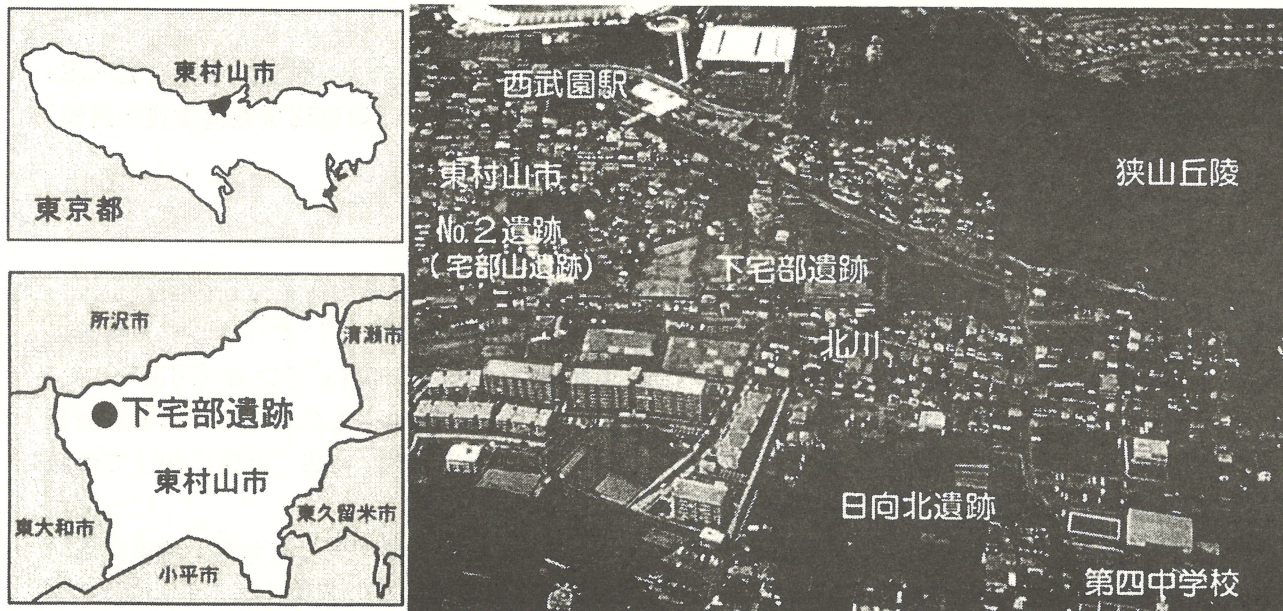 東村山市
東京都
所沢市
清瀬市
下宅部遺跡
東村山市
東大和市
東久留米市
小平市
西武園駅
東村山市
No.2遺跡
(宅部山遺跡)
下宅部遺跡
狭山丘陵
北川
日向北遺跡
第四中学校